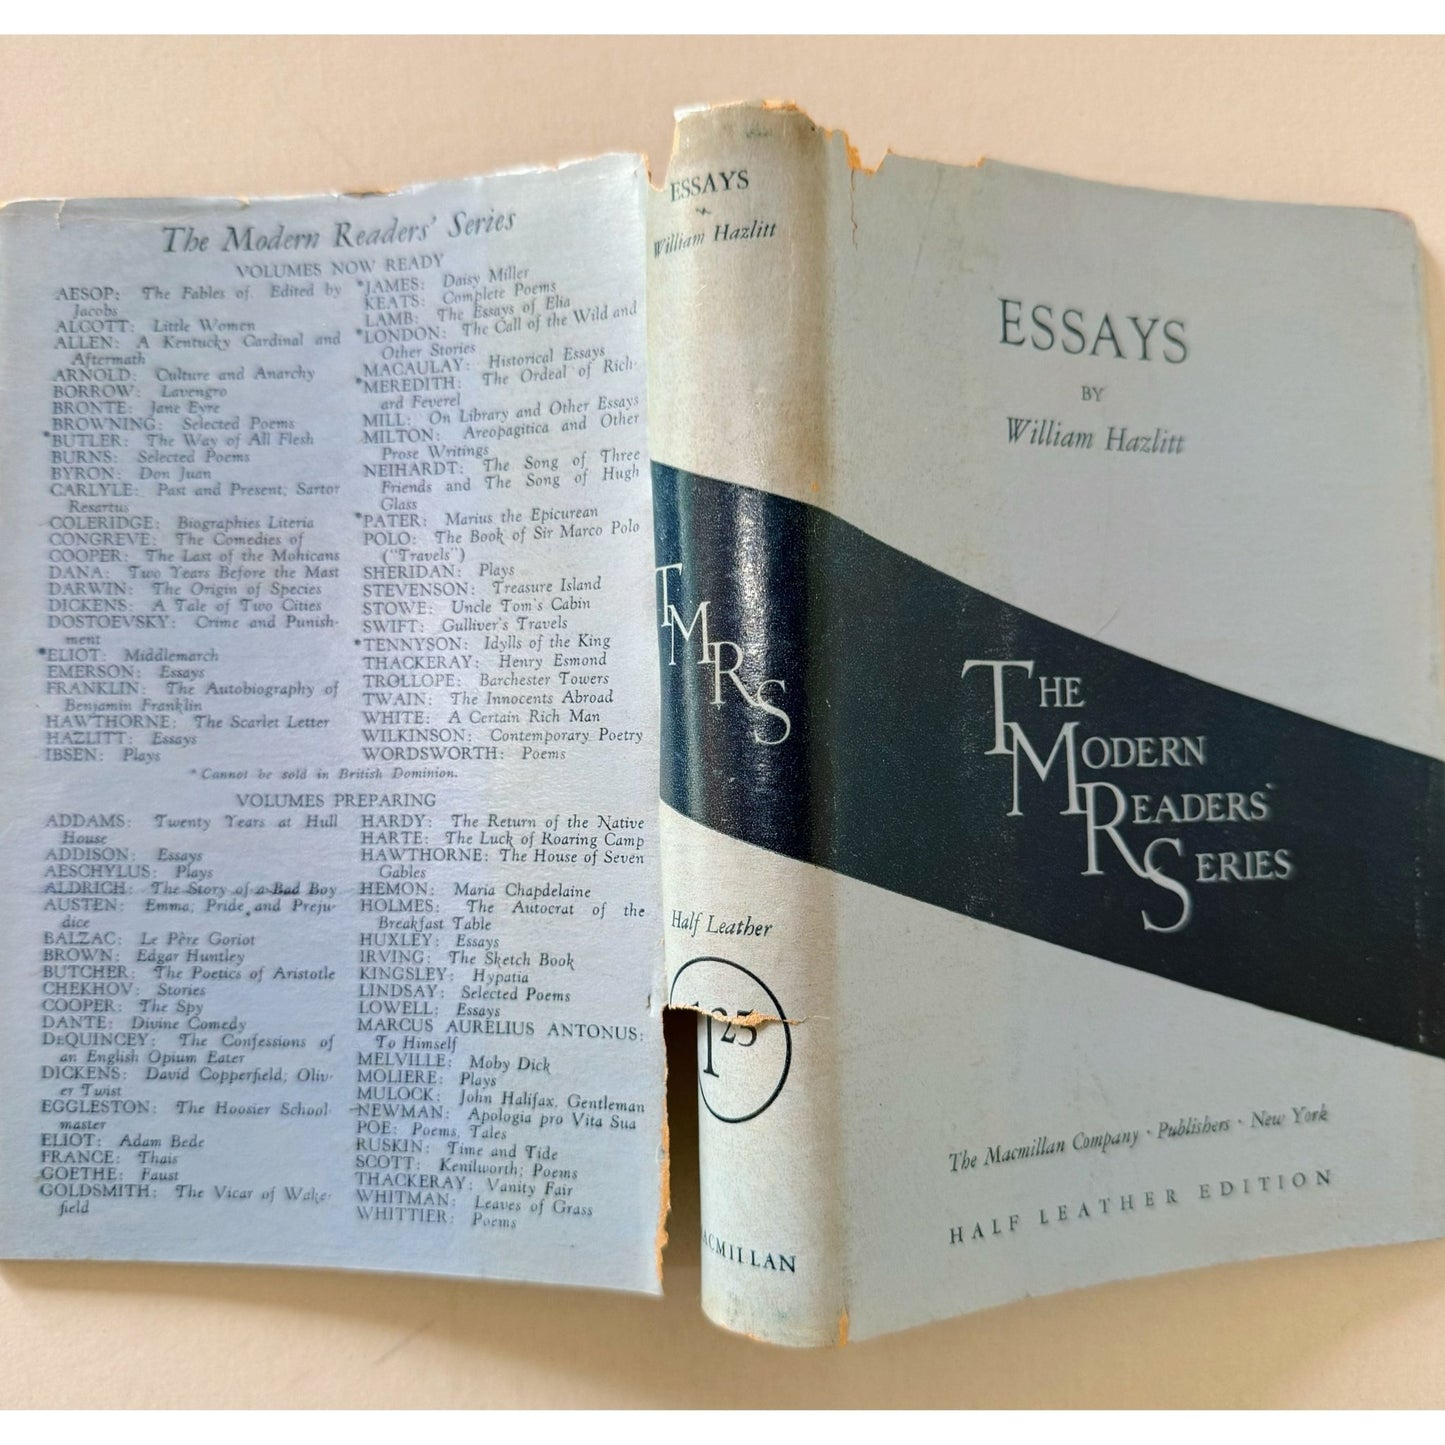 The Modern Readers' Series
VOLUMES NOW READY
AESOP: The Fables of. Edited by
Jacobs
ALCOTT: Little Women
ALLEN: A Kentucky Cardinal and
Aftermath
ARNOLD: Culture and Anarchy
BORROW: Lavengro
BRONTE: Jane Eyre
BROWNING: Selected Poems
*BUTLER: The Way of All Flesh
BURNS: Selected Poems
BYRON: Don Juan
CARLYLE: Past and Present; Sartor
Resartus
COLERIDGE: Biographies Literia
CONGREVE: The Comedies of
COOPER: The Last of the Mohicans
DANA: Two Years Before the Mast
DARWIN: The Origin of Species
DICKENS: A Tale of Two Cities
DOSTOEVSKY: Crime and Punish-
ment
*ELIOT: Middlemarch
EMERSON: Essays
FRANKLIN: The Autobiography of
Benjamin Franklin
HAWTHORNE: The Scarlet Letter
HAZLITT: Essays
IBSEN: Plays
*JAMES: Daisy Miller
KEATS: Complete Poems
LAMB: The Essays of Elia
*LONDON: The Call of the Wild and
Other Stories
MACAULAY: Historical Essays
*MEREDITH: The Ordeal of Rich-
ard Feverel
MILL: On Library and Other Essays
MILTON: Areopagitica and Other
Prose Writings
NEIHARDT: The Song of Three
Friends and The Song of Hugh
Glass
*PATER: Marius the Epicurean
POLO: The Book of Sir Marco Polo
("Travels")
SHERIDAN: Plays
STEVENSON: Treasure Island
STOWE: Uncle Tom's Cabin
SWIFT: Gulliver's Travels
*TENNYSON: Idylls of the King
THACKERAY: Henry Esmond
TROLLOPE: Barchester Towers
TWAIN: The Innocents Abroad
WHITE: A Certain Rich Man
WILKINSON: Contemporary Poetry
WORDSWORTH: Poems
*Cannot be sold in British Dominion.
VOLUMES PREPARING
ADDAMS: Twenty Years at Hull
House
ADDISON: Essays
AESCHYLUS: Plays
ALDRICH: The Story of a Bad Boy
AUSTEN: Emma; Pride and Preju-
dice
BALZAC: Le Père Goriot
BROWN: Edgar Huntley
BUTCHER: The Poetics of Aristotle
CHEKHOV: Stories
COOPER: The Spy
DANTE: Divine Comedy
DEQUINCEY: The Confessions of
an English Opium Eater
DICKENS: David Copperfield; Oliv-
er Twist
EGGLESTON: The Hoosier School-
master
ELIOT: Adam Bede
FRANCE: Thais
GOETHE: Faust
GOLDSMITH: The Vicar of Wake-
field
HARDY: The Return of the Native
HARTE: The Luck of Roaring Camp
HAWTHORNE: The House of Seven
Gables
HEMON: Maria Chapdelaine
HOLMES: The Autocrat of the
Breakfast Table
HUXLEY: Essays
IRVING: The Sketch Book
KINGSLEY: Hypatia
LINDSAY: Selected Poems
LOWELL: Essays
MARCUS AURELIUS ANTONUS:
To Himself
MELVILLE: Moby Dick
MOLIERE: Plays
MULOCK: John Halifax, Gentleman
NEWMAN: Apologia pro Vita Sua
POE: Poems, Tales
RUSKIN: Time and Tide
SCOTT: Kenilworth; Poems
THACKERAY: Vanity Fair
WHITMAN: Leaves of Grass
WHITTIER: Poems
ESSAYS
William Hazlitt
TMRS
Half Leather
125
MACMILLAN
ESSAYS
BY
William Hazlitt
THE
MODERN
READERS'
SERIES
The Macmillan Company · Publishers · New York
HALF LEATHER EDITION